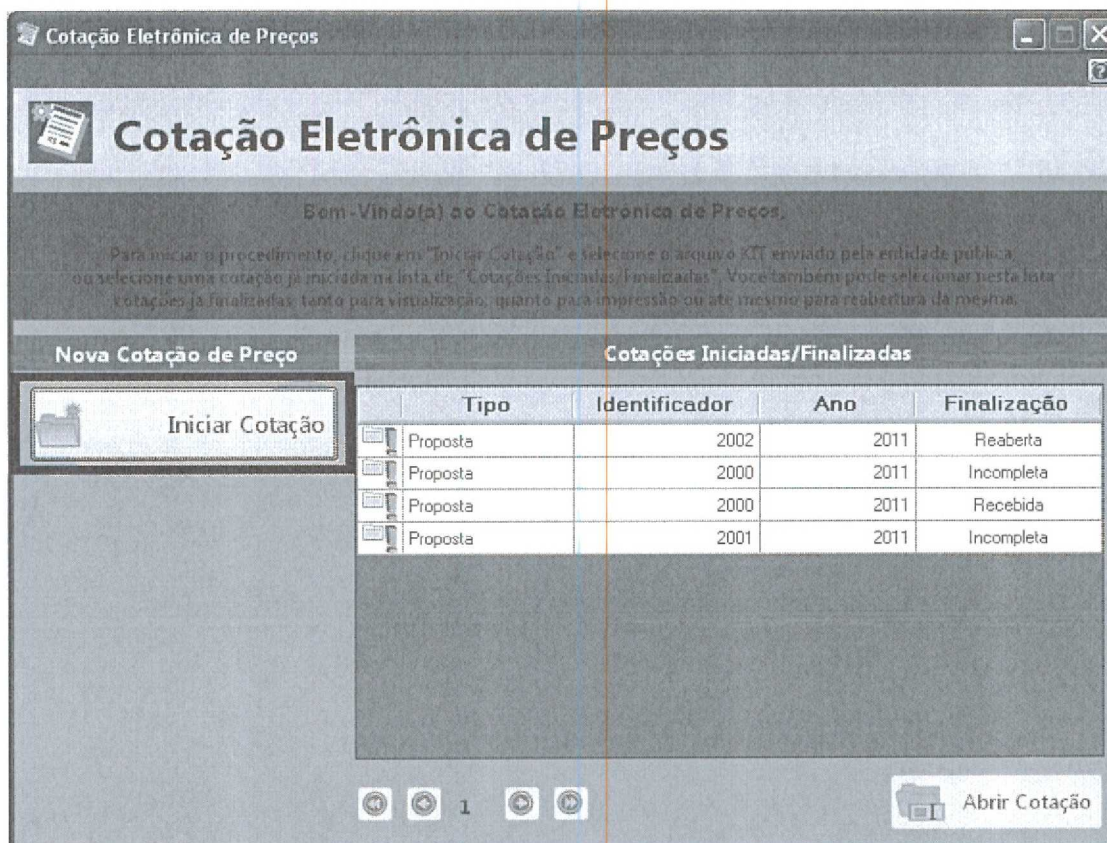 Cotação Eletrônica de Preços
Cotação Eletrônica de Preços
Bem-Vindo(a) ao Cotação Eletrônica de Preços,
Para iniciar o procedimento, clique em "Iniciar Cotação" e selecione o arquivo KIT enviado pela entidade publica,
ou selecione uma cotação ja iniciada na lista de "Cotações Iniciadas/Finalizadas". Voce também pode selecionar nesta lista
cotações ja finalizadas, tanto para visualização, quanto para impressão ou até mesmo para reabertura da mesma.
Nova Cotação de Preço
Cotações Iniciadas/Finalizadas
Iniciar Cotação
Tipo Identificador Ano Finalização
Proposta 2002 2011 Reaberta
Proposta 2000 2011 Incompleta
Proposta 2000 2011 Recebida
Proposta 2001 2011 Incompleta
1
Abrir Cotação